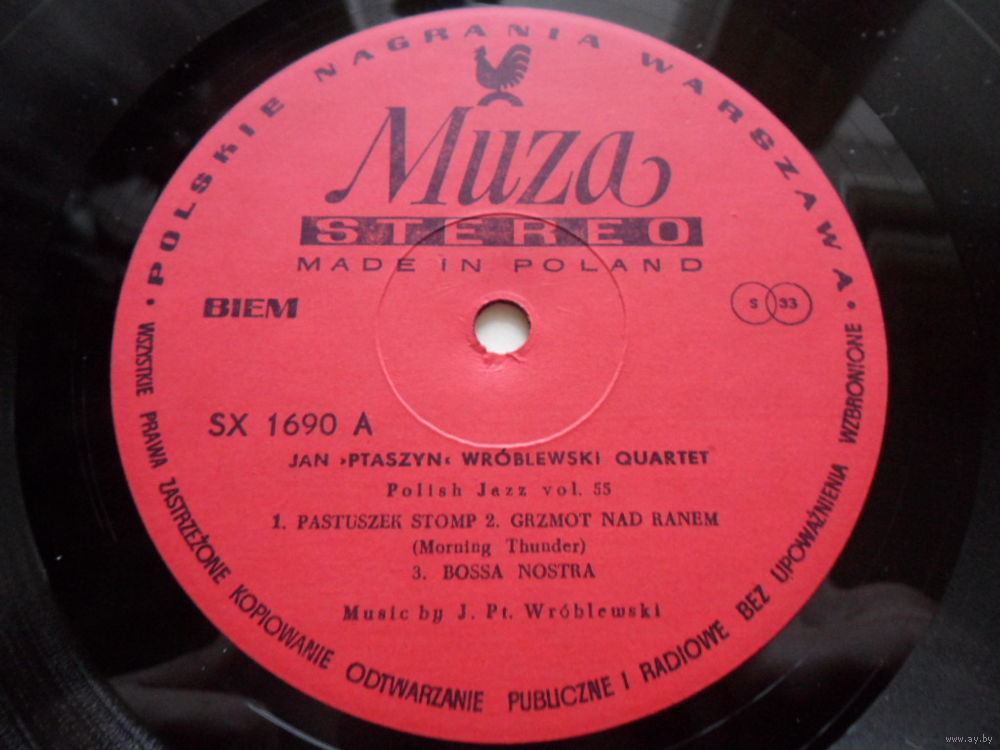 • POLSKIE NAGRANIA WARSZAWA •
Muza
STEREO
MADE IN POLAND
BIEM
S 33
SX 1690 A
JAN ›PTASZYN‹ WRÓBLEWSKI QUARTET
Polish Jazz vol. 55
1. PASTUSZEK STOMP 2. GRZMOT NAD RANEM
(Morning Thunder)
3. BOSSA NOSTRA
Music by J. Pt. Wróblewski
WSZYSTKIE PRAWA ZASTRZEŻONE KOPIOWANIE ODTWARZANIE PUBLICZNE I RADIOWE BEZ UPOWAŻNIENIA WZBRONIONE
www.ay.by